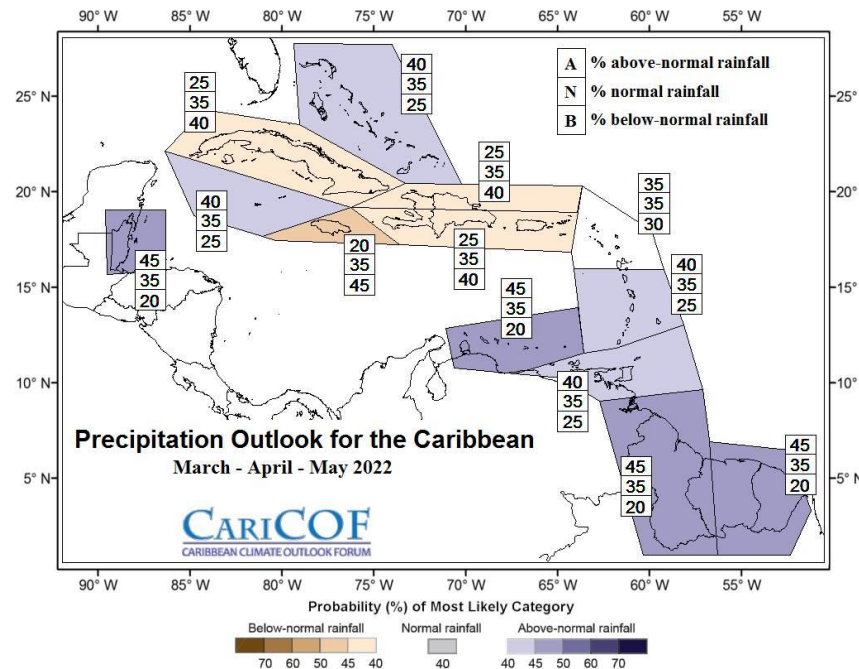 90° W 85° W 80° W 75° W 70° W 65° W 60° W 55° W
A % above-normal rainfall
N % normal rainfall
B % below-normal rainfall
25° N
20° N
15° N
10° N
5° N
25° N
20° N
15° N
10° N
5° N
40
35
25
25
35
40
25
35
40
40
35
25
35
35
30
20
35
45
25
35
40
45
35
20
45
35
20
40
35
25
40
35
25
45
35
20
45
35
20
Precipitation Outlook for the Caribbean
March - April - May 2022
CARICOF
CARIBBEAN CLIMATE OUTLOOK FORUM
90° W 85° W 80° W 75° W 70° W 65° W 60° W 55° W
Probability (%) of Most Likely Category
Below-normal rainfall Normal rainfall Above-normal rainfall
70 60 50 45 40 40 40 45 50 60 70